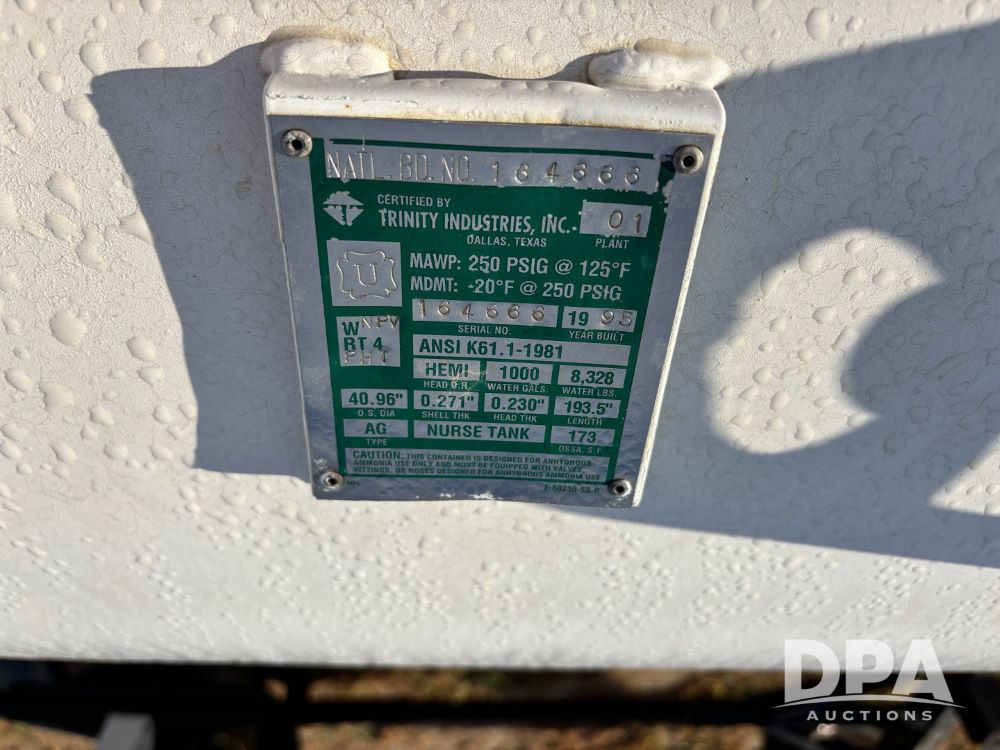 NATL. BD. NO. 164666
CERTIFIED BY
TRINITY INDUSTRIES, INC.- 01
DALLAS, TEXAS PLANT
U
MAWP: 250 PSIG @ 125°F
MDMT: -20°F @ 250 PSIG
164666 19 95
SERIAL NO. YEAR BUILT
W NPV
RT 4
PHT
ANSI K61.1-1981
HEMI 1000 8,328
HEAD D.R. WATER GALS. WATER LBS.
40.96" 0.271" 0.230" 193.5"
O.S. DIA SHELL THK HEAD THK LENGTH
AG NURSE TANK 173
TYPE OSSA. S.F.
CAUTION: THIS CONTAINER IS DESIGNED FOR ANHYDROUS
AMMONIA USE ONLY AND MUST BE EQUIPPED WITH VALVES,
FITTINGS, OR HOSES DESIGNED FOR ANHYDROUS AMMONIA USE.
DPA
AUCTIONS